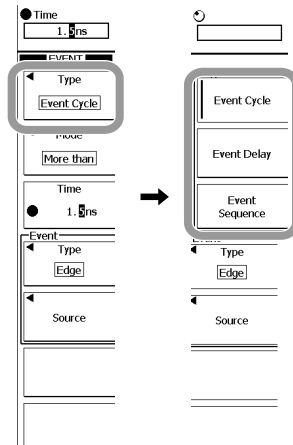 Time
1.5ns
EVENT
Type
Event Cycle
Mode
More than
Time
1.5ns
Event
Type
Edge
Source
Event Cycle
Event Delay
Event
Sequence
Type
Edge
Source